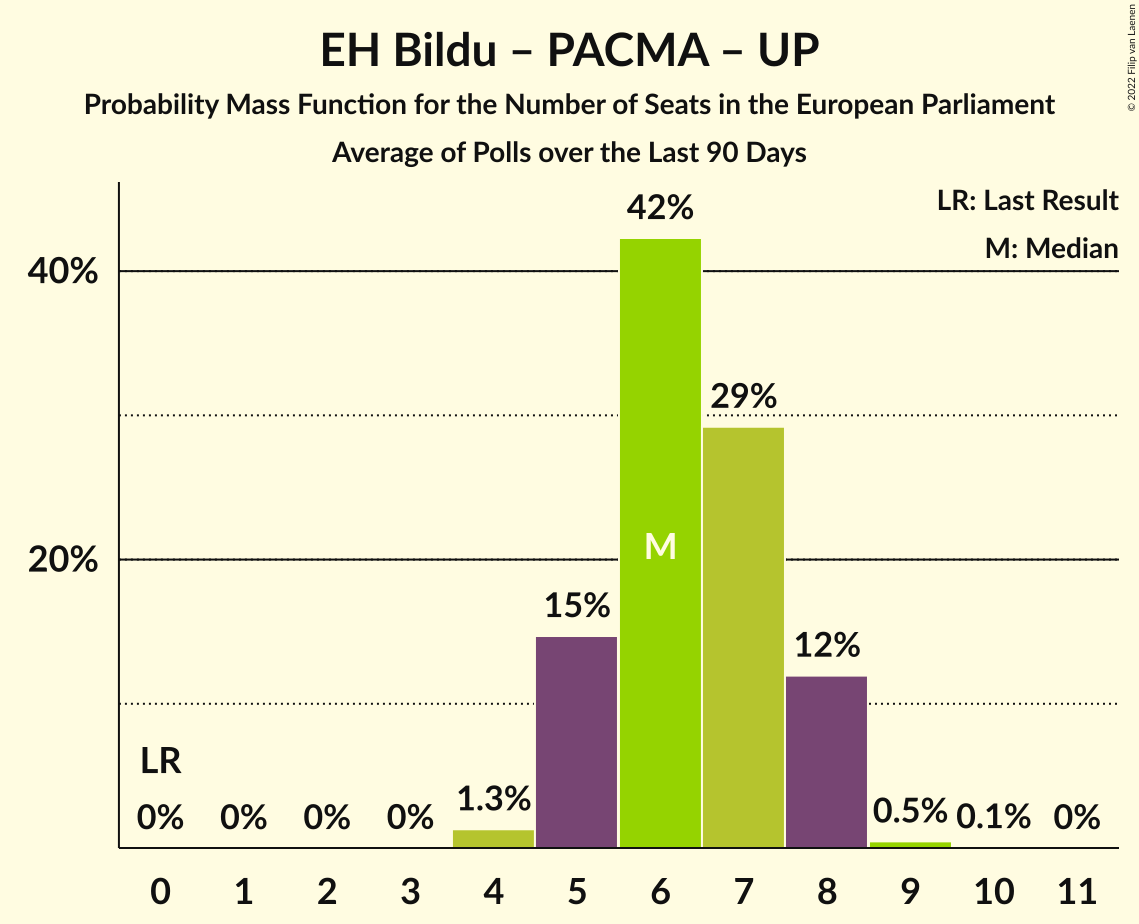 EH Bildu – PACMA – UP
Probability Mass Function for the Number of Seats in the European Parliament
Average of Polls over the Last 90 Days
© 2022 Filip van Laenen
LR: Last Result
M: Median
42%
40%
29%
M
20%
15%
12%
LR
1.3%
0.5%
0.1%
0%
0%
0%
0%
0%
0 1 2 3 4 5 6 7 8 9 10 11